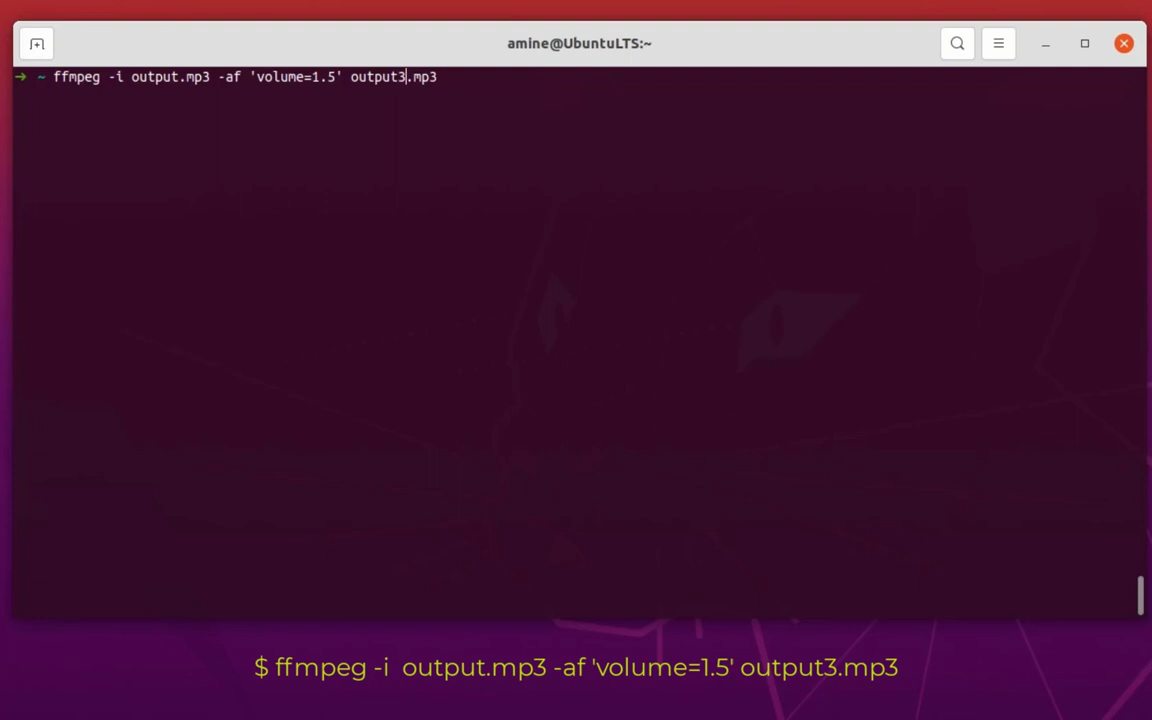 amine@UbuntuLTS:~
➜ ~ ffmpeg -i output.mp3 -af 'volume=1.5' output3.mp3
$ ffmpeg -i output.mp3 -af 'volume=1.5' output3.mp3